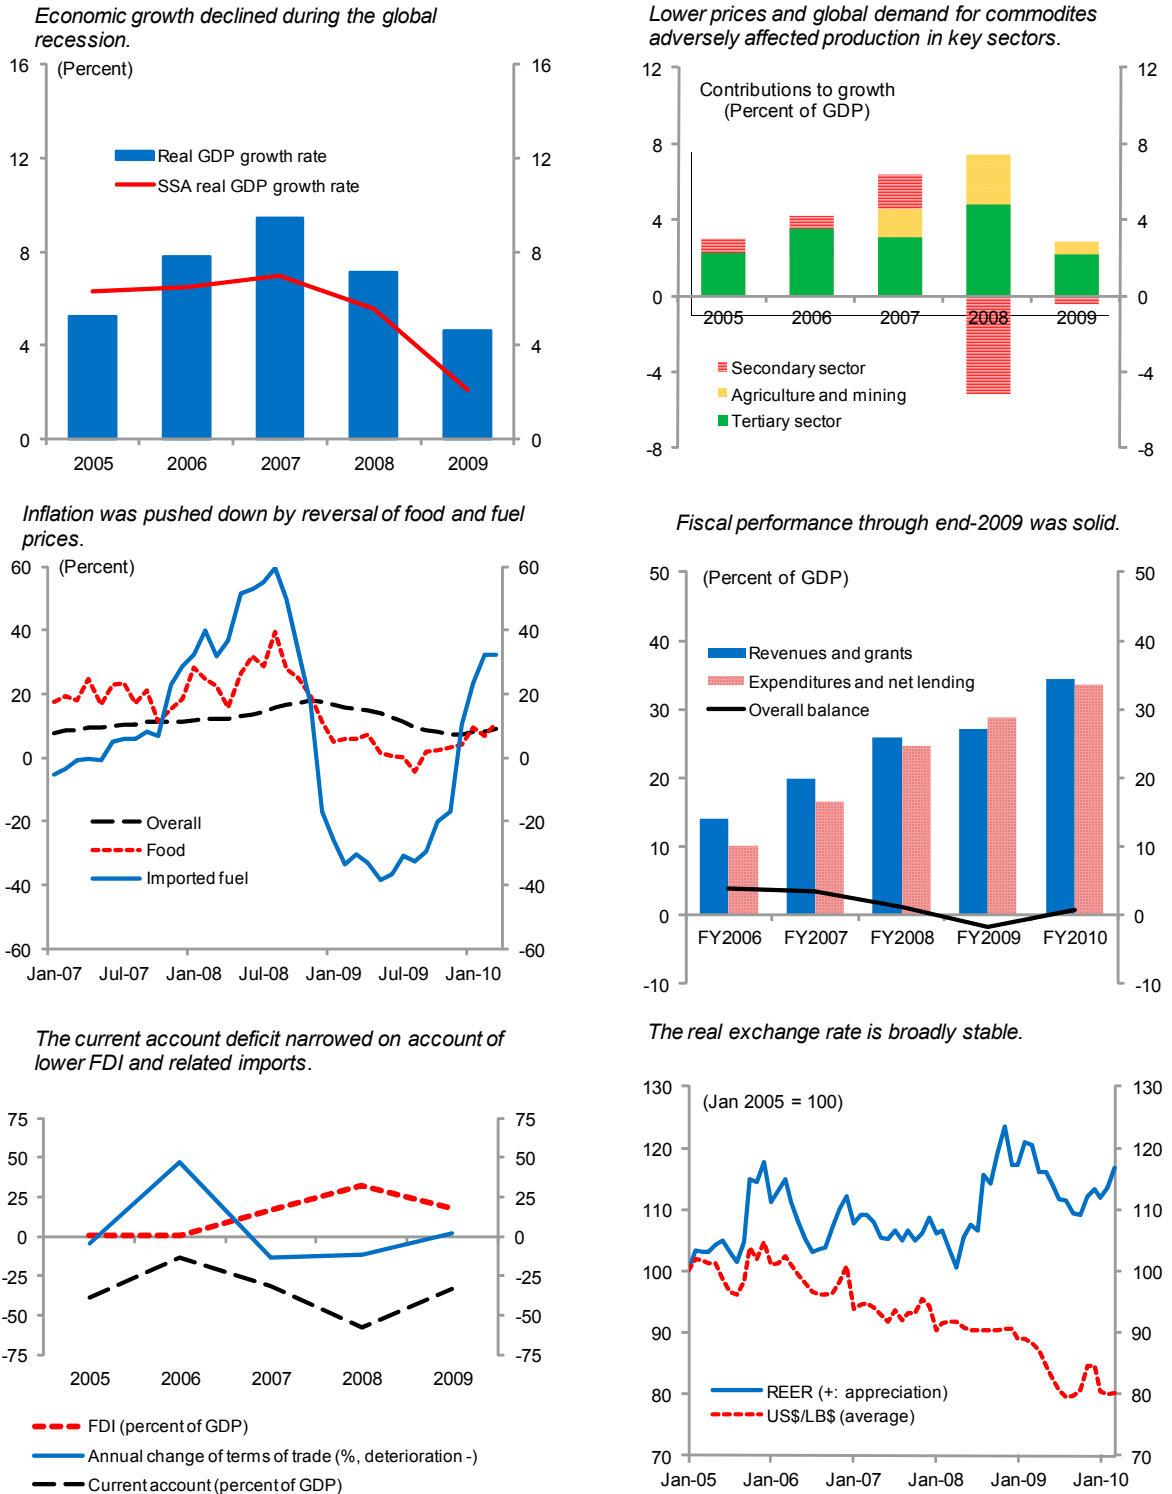 Economic growth declined during the global
recession.
(Percent)
16 16
12 12
8 8
4 4
0 0
Real GDP growth rate
SSA real GDP growth rate
2005 2006 2007 2008 2009
Lower prices and global demand for commodites
adversely affected production in key sectors.
12 12
Contributions to growth
(Percent of GDP)
8 8
4 4
0 0
2005 2006 2007 2008 2009
-4 -4
-8 -8
Secondary sector
Agriculture and mining
Tertiary sector
Inflation was pushed down by reversal of food and fuel
prices.
(Percent)
60 60
40 40
20 20
0 0
-20 -20
-40 -40
-60 -60
Overall
Food
Imported fuel
Jan-07 Jul-07 Jan-08 Jul-08 Jan-09 Jul-09 Jan-10
Fiscal performance through end-2009 was solid.
(Percent of GDP)
50 50
40 40
30 30
20 20
10 10
0 0
-10 -10
Revenues and grants
Expenditures and net lending
Overall balance
FY2006 FY2007 FY2008 FY2009 FY2010
The current account deficit narrowed on account of
lower FDI and related imports.
75 75
50 50
25 25
0 0
-25 -25
-50 -50
-75 -75
2005 2006 2007 2008 2009
FDI (percent of GDP)
Annual change of terms of trade (%, deterioration -)
Current account (percent of GDP)
The real exchange rate is broadly stable.
(Jan 2005 = 100)
130 130
120 120
110 110
100 100
90 90
80 80
70 70
REER (+: appreciation)
US$/LB$ (average)
Jan-05 Jan-06 Jan-07 Jan-08 Jan-09 Jan-10